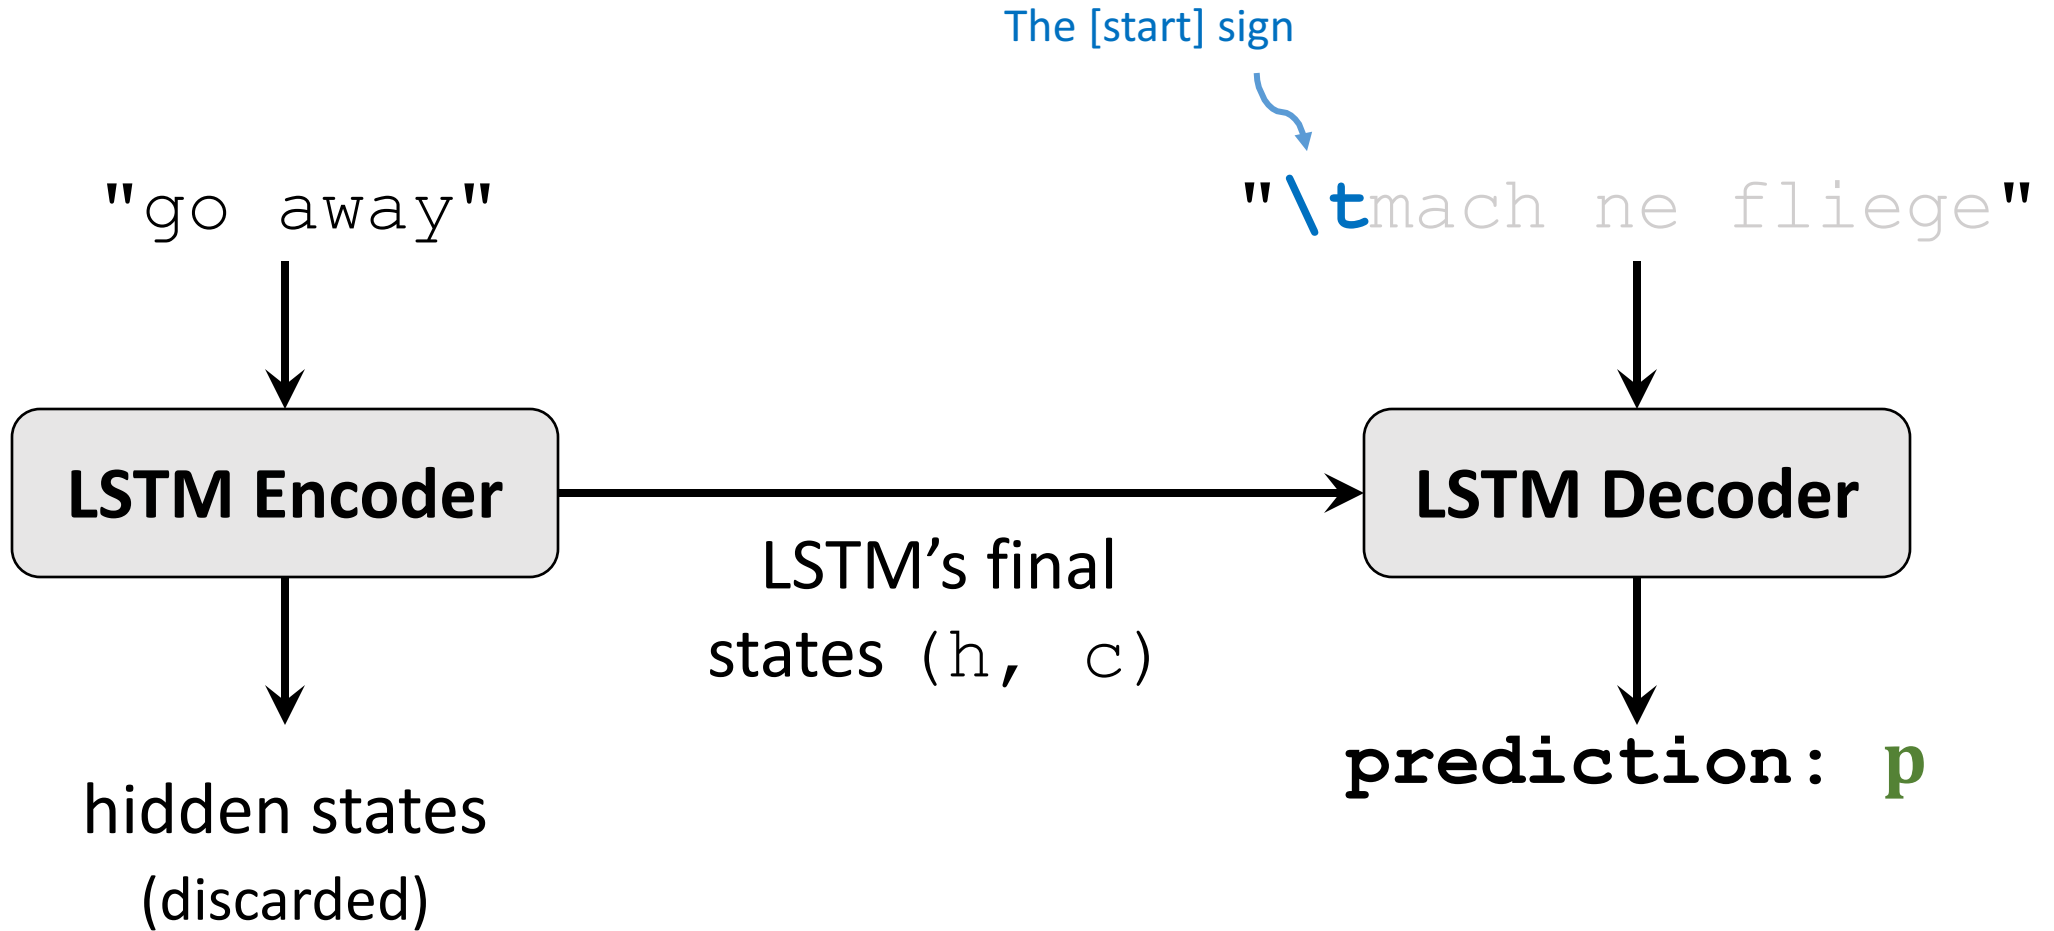 The [start] sign
"go away"
"\tmach ne fliege"
LSTM Encoder
LSTM Decoder
LSTM’s final
states (h, c)
hidden states
(discarded)
prediction: p